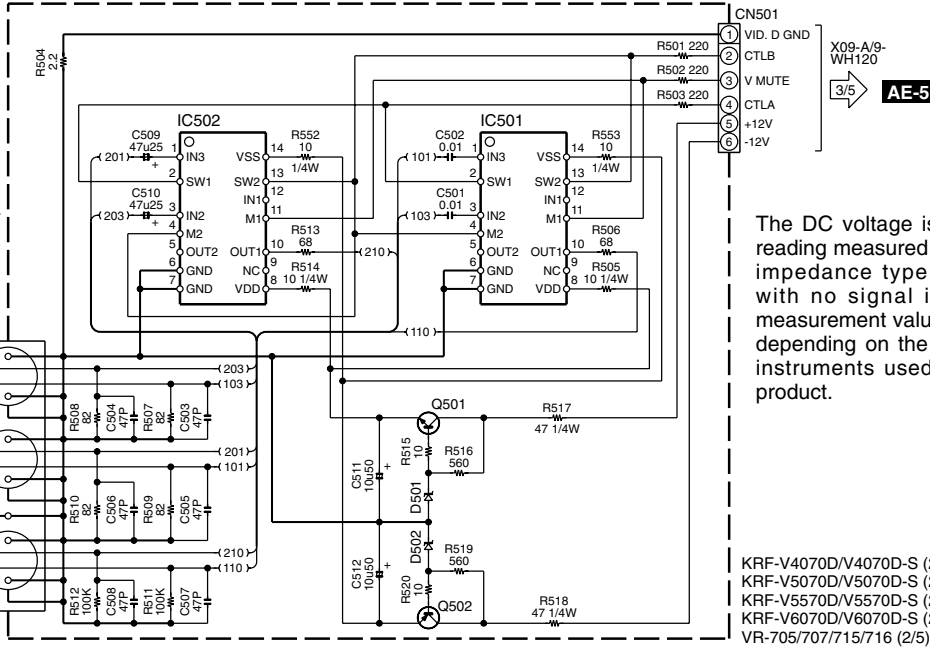 CN501
VID. D GND
CTLB
V MUTE
CTLA
+12V
-12V
1
2
3
4
5
6
X09-A/9-
WH120
3/5
AE-5
R504
2.2
R501 220
R502 220
R503 220
IC502
C509
47u25
+
201
C510
47u25
+
203
1
2
3
4
5
6
7
IN3
SW1
IN2
M2
OUT2
GND
GND
VSS
SW2
IN1
M1
OUT1
NC
VDD
14
13
12
11
10
9
8
R552
10
1/4W
R513
68
R514
10 1/4W
210
IC501
C502
0.01
101
C501
0.01
103
1
2
3
4
5
6
7
IN3
SW1
IN2
M2
OUT2
GND
GND
VSS
SW2
IN1
M1
OUT1
NC
VDD
14
13
12
11
10
9
8
R553
10
1/4W
R506
68
R505
10 1/4W
110
The DC voltage is
reading measured
impedance type
with no signal i
measurement valu
depending on the
instruments used
product.
203
103
R508
82
C504
47P
R507
82
C503
47P
201
101
R510
82
C506
47P
R509
82
C505
47P
210
110
R512
100K
C508
47P
R511
100K
C507
47P
Q501
R517
47 1/4W
R515
10
R516
560
C511
10u50
+
D501
D502
C512
10u50
+
R519
560
R520
10
Q502
R518
47 1/4W
KRF-V4070D/V4070D-S (2
KRF-V5070D/V5070D-S (2
KRF-V5570D/V5570D-S (2
KRF-V6070D/V6070D-S (2
VR-705/707/715/716 (2/5)